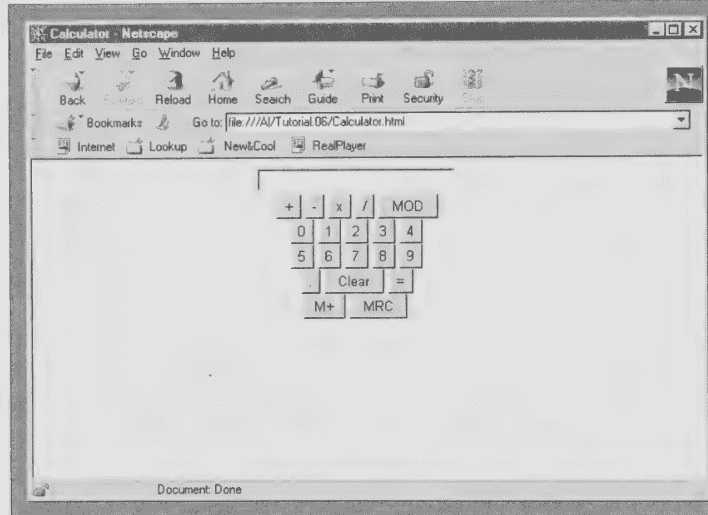 Calculator - Netscape
File Edit View Go Window Help
Back Forward Reload Home Search Guide Print Security Stop
N
Bookmarks Go to: file:///A|/Tutorial.06/Calculator.html
Internet Lookup New&Cool RealPlayer
+ - x / MOD
0 1 2 3 4
5 6 7 8 9
. Clear =
M+ MRC
Document: Done